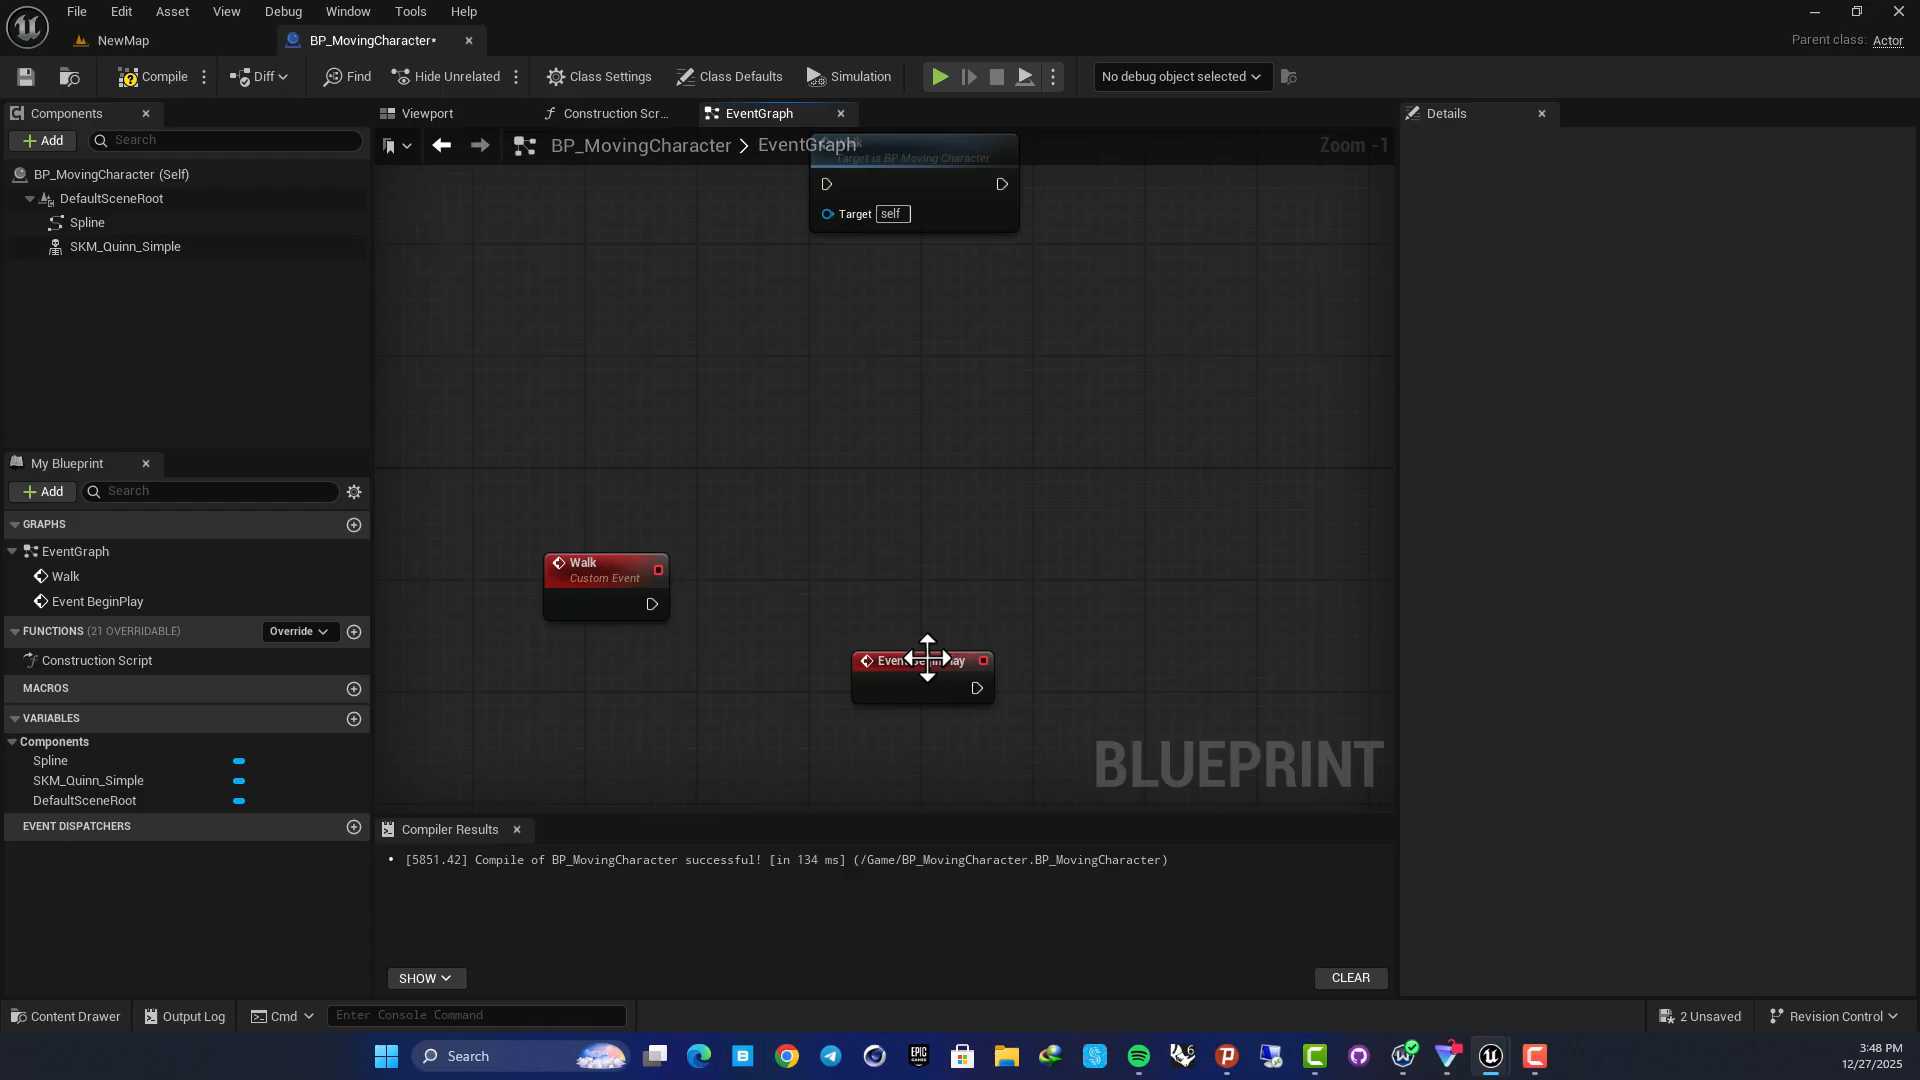 File Edit Asset View Debug Window Tools Help
NewMap
BP_MovingCharacter*
Parent class: Actor
Compile
Diff
Find
Hide Unrelated
Class Settings
Class Defaults
Simulation
No debug object selected
Components
Add
Search
BP_MovingCharacter (Self)
DefaultSceneRoot
Spline
SKM_Quinn_Simple
Viewport
Construction Scr...
EventGraph
BP_MovingCharacter > EventGraph
Zoom -1
Target is BP Moving Character
Target self
Walk
Custom Event
BLUEPRINT
Details
My Blueprint
Add
Search
GRAPHS
EventGraph
Walk
Event BeginPlay
FUNCTIONS (21 OVERRIDABLE)
Override
Construction Script
MACROS
VARIABLES
Components
Spline
SKM_Quinn_Simple
DefaultSceneRoot
EVENT DISPATCHERS
Compiler Results
[5851.42] Compile of BP_MovingCharacter successful! [in 134 ms] (/Game/BP_MovingCharacter.BP_MovingCharacter)
SHOW
CLEAR
Content Drawer
Output Log
Cmd
Enter Console Command
2 Unsaved
Revision Control
Search
EPIC
GAMES
3:48 PM
12/27/2025